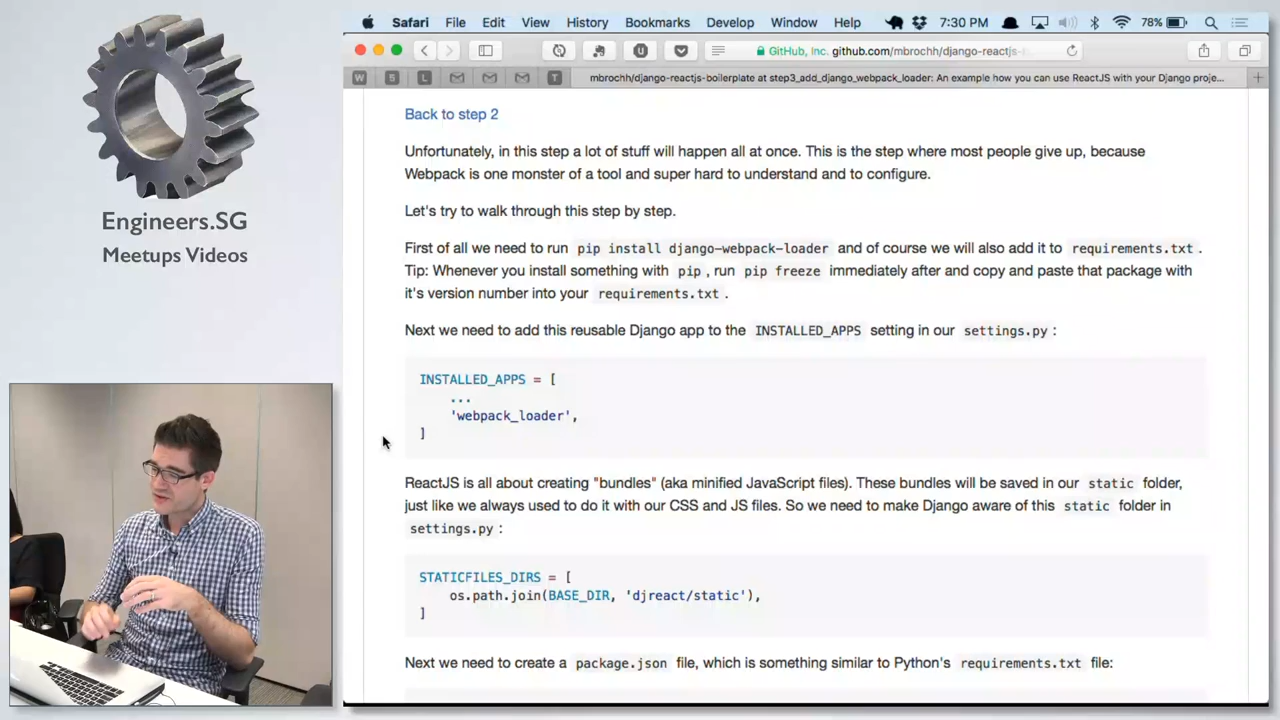 Engineers.SG
Meetups Videos
Safari File Edit View History Bookmarks Develop Window Help 7:30 PM 78%
GitHub, Inc. github.com/mbrochh/django-reactjs-
W 5 L T mbrochh/django-reactjs-boilerplate at step3_add_django_webpack_loader: An example how you can use ReactJS with your Django proje...
Back to step 2
Unfortunately, in this step a lot of stuff will happen all at once. This is the step where most people give up, because
Webpack is one monster of a tool and super hard to understand and to configure.
Let's try to walk through this step by step.
First of all we need to run pip install django-webpack-loader and of course we will also add it to requirements.txt .
Tip: Whenever you install something with pip , run pip freeze immediately after and copy and paste that package with
it's version number into your requirements.txt .
Next we need to add this reusable Django app to the INSTALLED_APPS setting in our settings.py :
INSTALLED_APPS = [
...
'webpack_loader',
]
ReactJS is all about creating "bundles" (aka minified JavaScript files). These bundles will be saved in our static folder,
just like we always used to do it with our CSS and JS files. So we need to make Django aware of this static folder in
settings.py :
STATICFILES_DIRS = [
os.path.join(BASE_DIR, 'djreact/static'),
]
Next we need to create a package.json file, which is something similar to Python's requirements.txt file: